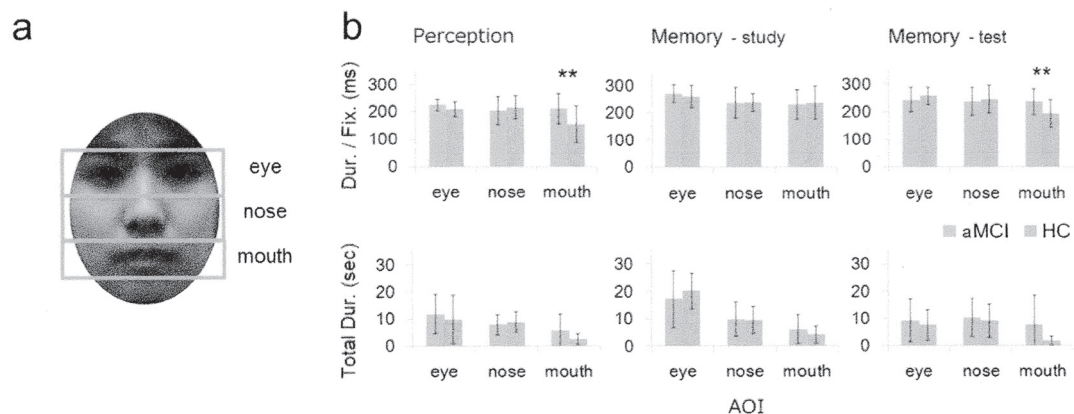 a
eye
nose
mouth
b
Perception
Memory - study
Memory - test
Dur. / Fix. (ms)
300
200
100
0
**
eye nose mouth
300
200
100
0
eye nose mouth
300
200
100
0
**
eye nose mouth
aMCI HC
Total Dur. (sec)
30
20
10
0
eye nose mouth
30
20
10
0
eye nose mouth
30
20
10
0
eye nose mouth
AOI